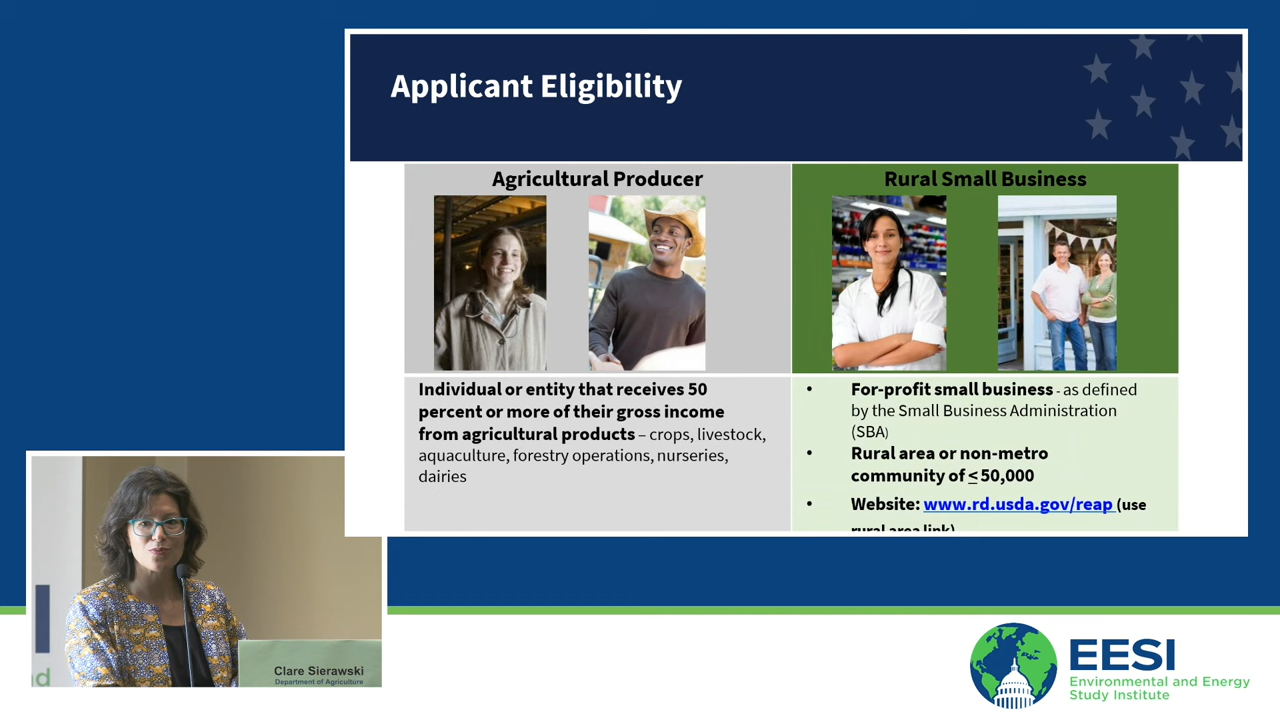 Applicant Eligibility
Agricultural Producer
Rural Small Business
Individual or entity that receives 50
percent or more of their gross income
from agricultural products – crops, livestock,
aquaculture, forestry operations, nurseries,
dairies
• For-profit small business - as defined
by the Small Business Administration
(SBA)
• Rural area or non-metro
community of ≤ 50,000
• Website: www.rd.usda.gov/reap (use
rural area link)
nd
Clare Sierawski
Department of Agriculture
EESI
Environmental and Energy
Study Institute